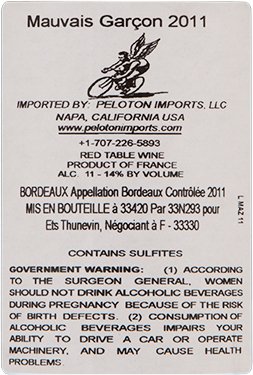 Mauvais Garçon 2011
IMPORTED BY: PELOTON IMPORTS, LLC
NAPA, CALIFORNIA USA
www.pelotonimports.com
+1-707-226-5893
RED TABLE WINE
PRODUCT OF FRANCE
ALC. 11 - 14% BY VOLUME
BORDEAUX Appellation Bordeaux Contrôlée 2011
MIS EN BOUTEILLE à 33420 Par 33N293 pour
Ets Thunevin, Négociant à F - 33330
L MAZ 11
CONTAINS SULFITES
GOVERNMENT WARNING: (1) ACCORDING
TO THE SURGEON GENERAL, WOMEN
SHOULD NOT DRINK ALCOHOLIC BEVERAGES
DURING PREGNANCY BECAUSE OF THE RISK
OF BIRTH DEFECTS. (2) CONSUMPTION OF
ALCOHOLIC BEVERAGES IMPAIRS YOUR
ABILITY TO DRIVE A CAR OR OPERATE
MACHINERY, AND MAY CAUSE HEALTH
PROBLEMS.